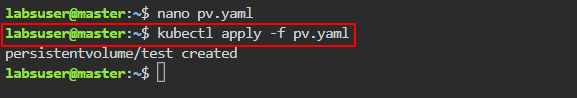 labsuser@master:~$ nano pv.yaml
labsuser@master:~$ kubectl apply -f pv.yaml
persistentvolume/test created
labsuser@master:~$